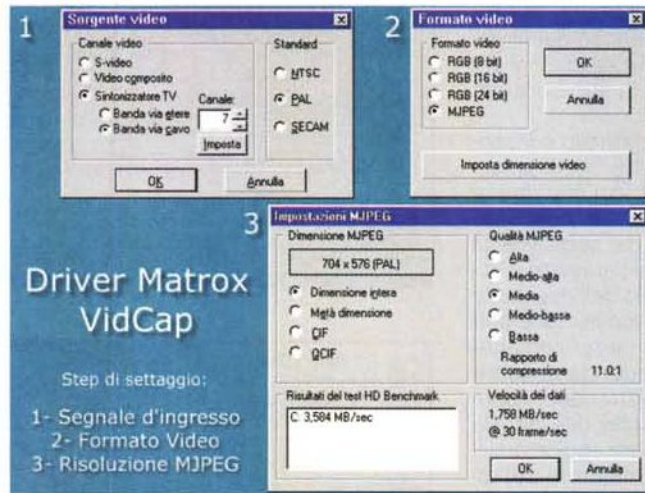 1
Sorgente video
Canale video
S-video
Video composito
Sintonizzatore TV
Canale:
Banda via etere
7
Banda via cavo
Imposta
Standard
NTSC
PAL
SECAM
OK
Annulla
2
Formato video
Formato video
RGB (8 bit)
RGB (16 bit)
RGB (24 bit)
MJPEG
OK
Annulla
Imposta dimensione video
3
Impostazioni MJPEG
Dimensione MJPEG
704 x 576 (PAL)
Dimensione intera
Metà dimensione
CIF
QCIF
Qualità MJPEG
Alta
Medio-alta
Media
Medio-bassa
Bassa
Rapporto di
compressione 11.0:1
Risultati del test HD Benchmark
C: 3,584 MB/sec
Velocità dei dati
1,758 MB/sec
@ 30 frame/sec
OK
Annulla
Driver Matrox
VidCap
Step di settaggio:
1- Segnale d'ingresso
2- Formato Video
3- Risoluzione MJPEG